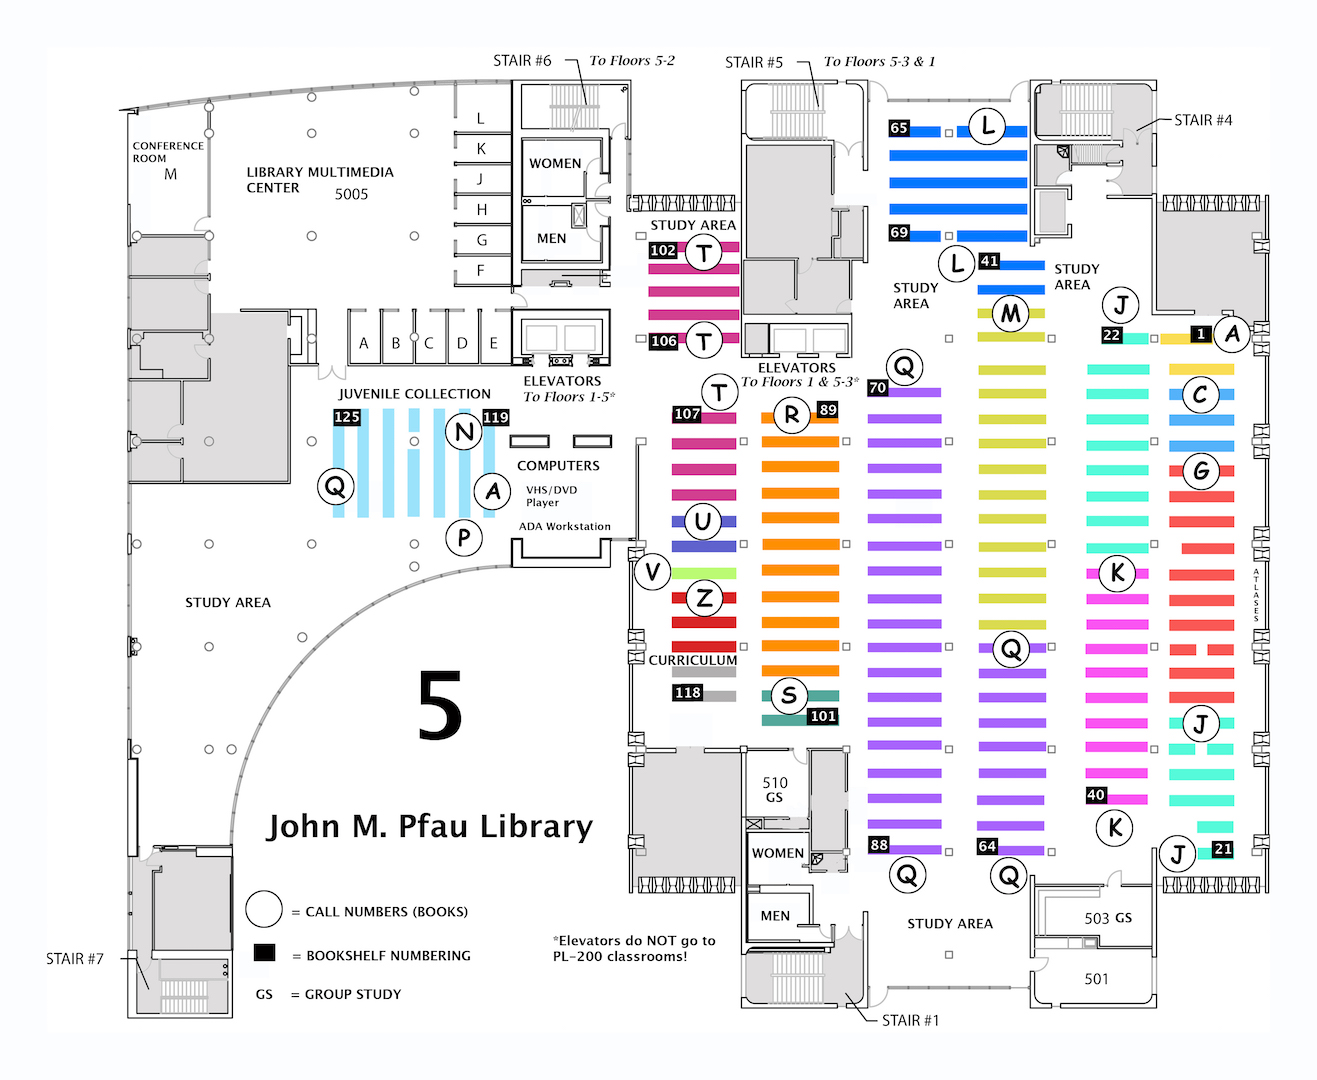 STAIR #6
To Floors 5-2
STAIR #5
To Floors 5-3 & 1
STAIR #4
CONFERENCE
ROOM
M
LIBRARY MULTIMEDIA
CENTER
5005
L
K
J
H
G
F
A
B
C
D
E
WOMEN
MEN
STUDY AREA
102
T
106
T
65
L
69
L
41
STUDY
AREA
STUDY
AREA
M
J
22
1
A
ELEVATORS
To Floors 1-5*
ELEVATORS
To Floors 1 & 5-3*
JUVENILE COLLECTION
125
119
N
Q
A
P
COMPUTERS
VHS/DVD
Player
ADA Workstation
T
107
R
89
Q
70
C
G
U
V
Z
K
ATLASES
CURRICULUM
118
S
101
Q
J
STUDY AREA
5
John M. Pfau Library
510
GS
WOMEN
MEN
88
Q
64
Q
40
K
J
21
STUDY AREA
503 GS
501
= CALL NUMBERS (BOOKS)
= BOOKSHELF NUMBERING
GS = GROUP STUDY
*Elevators do NOT go to
PL-200 classrooms!
STAIR #7
STAIR #1